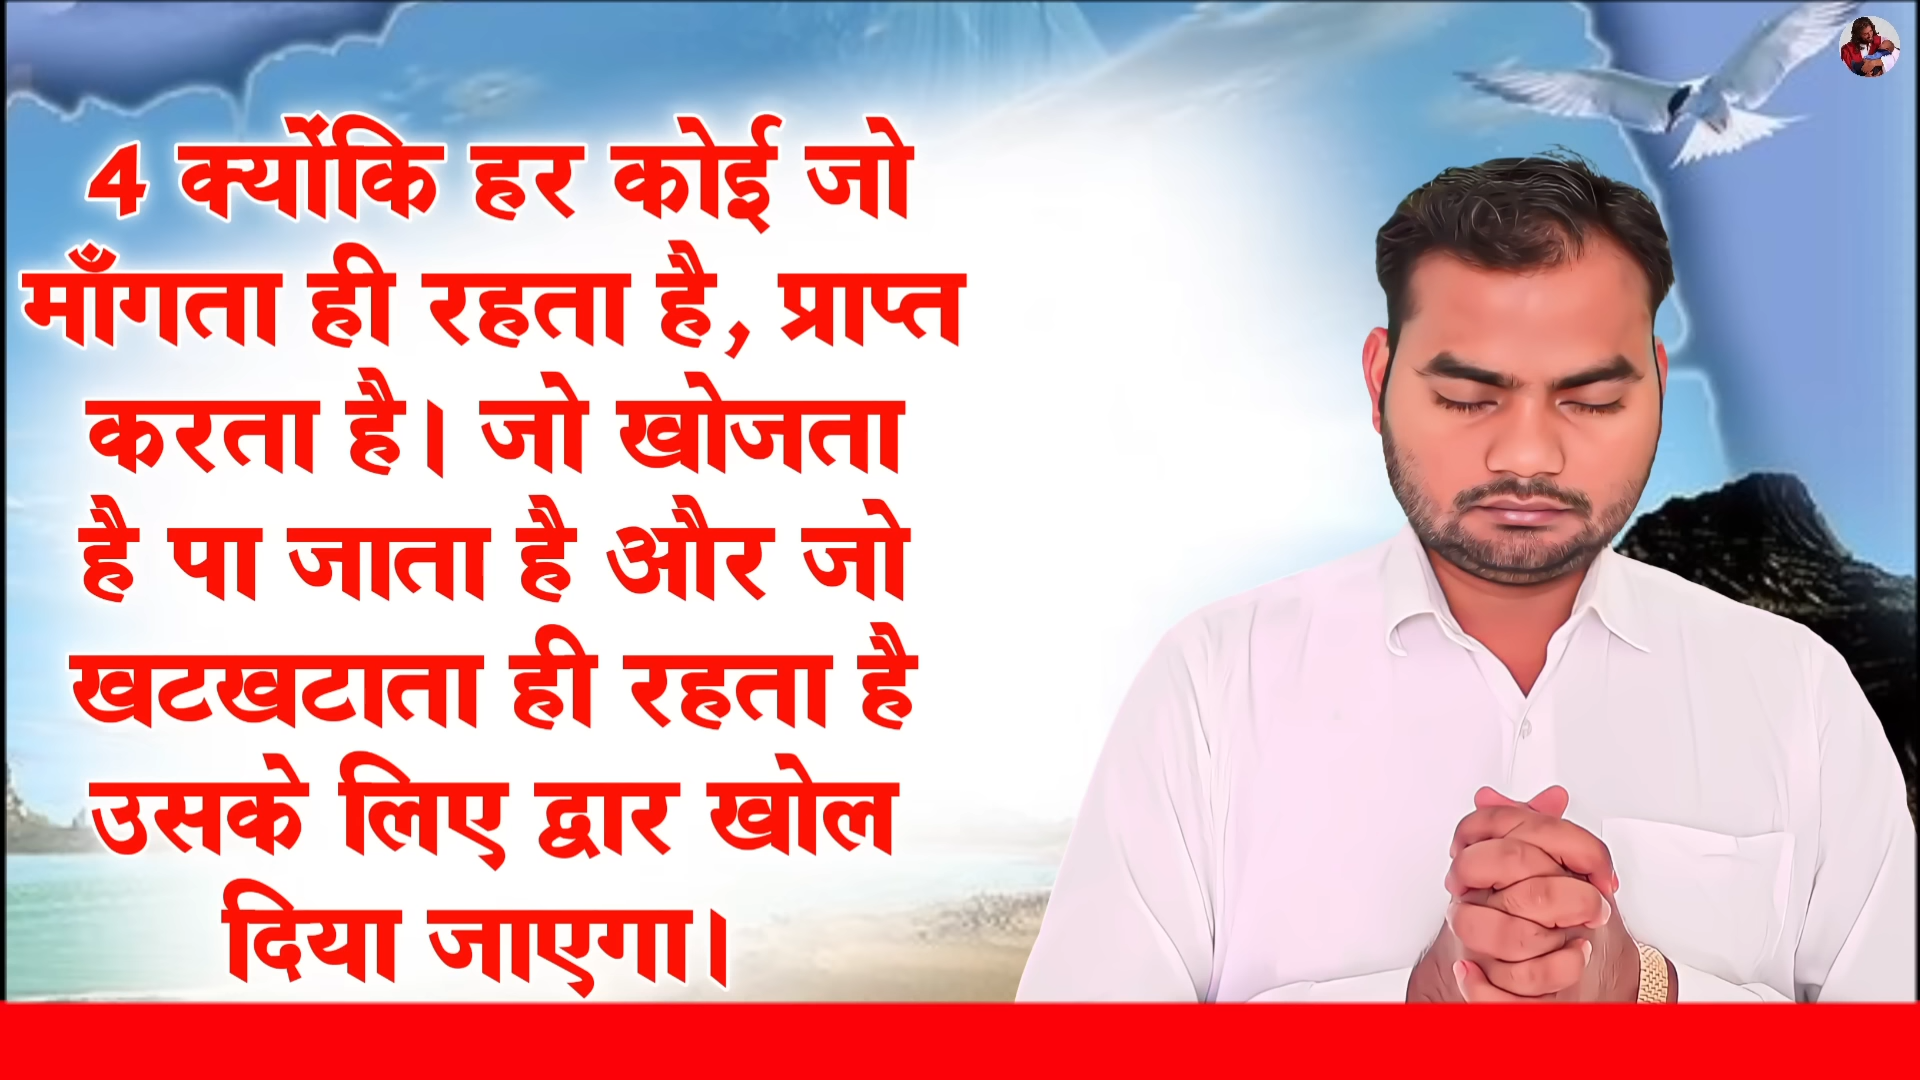 4 क्योंकि हर कोई जो
माँगता ही रहता है, प्राप्त
करता है। जो खोजता
है पा जाता है और जो
खटखटाता ही रहता है
उसके लिए द्वार खोल
दिया जाएगा।